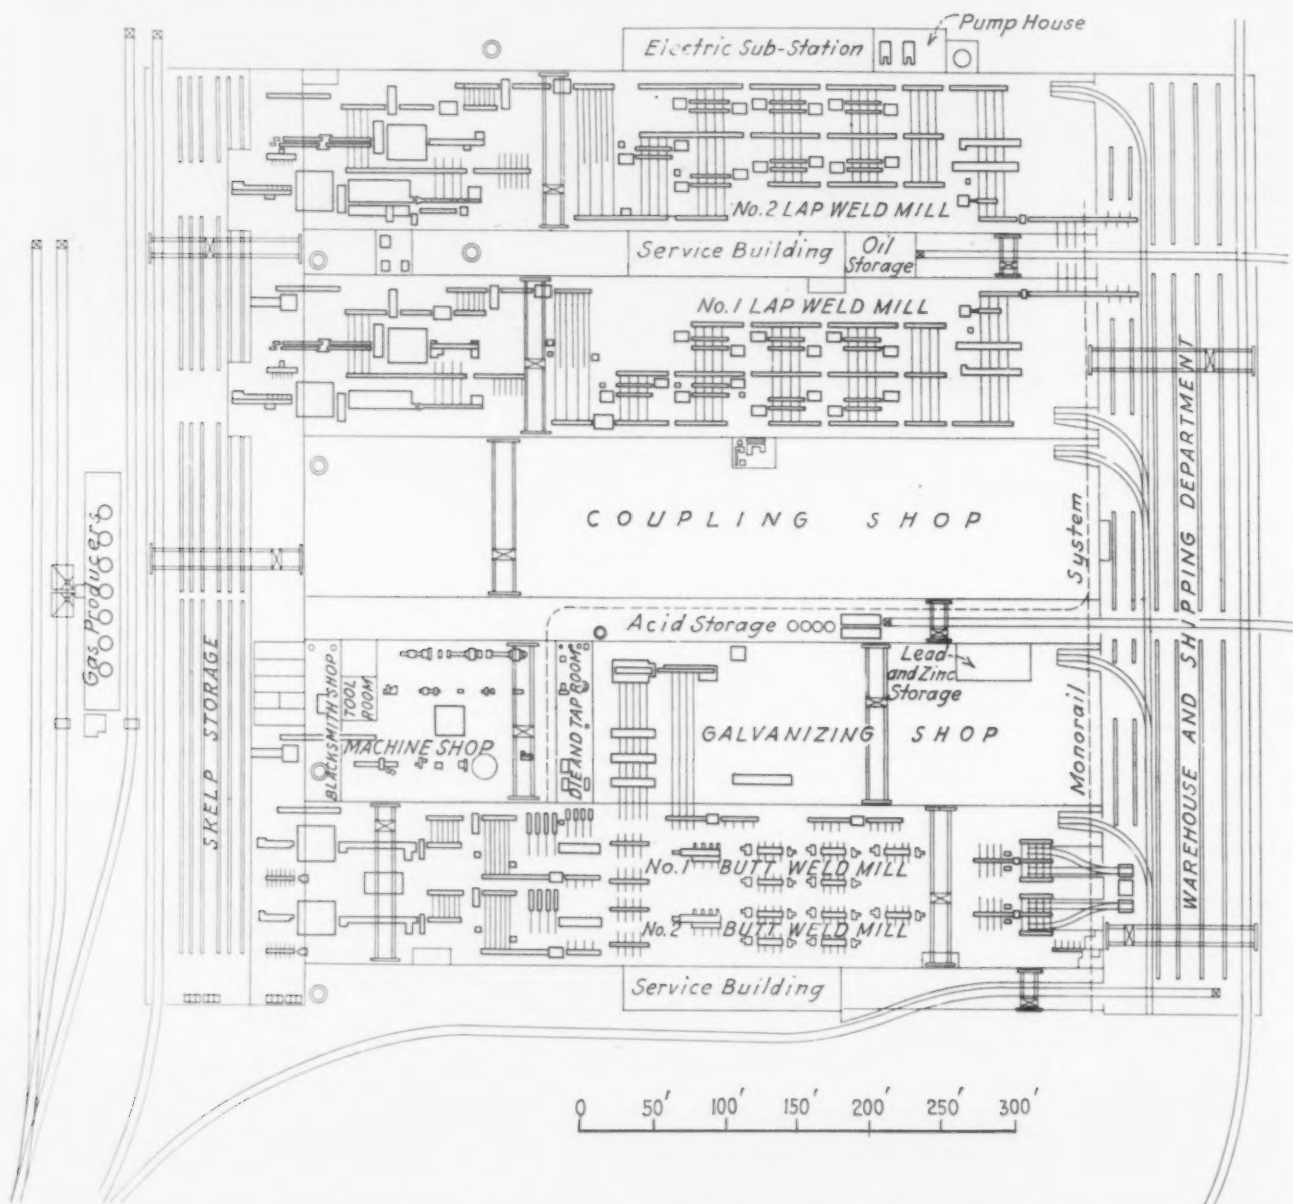 Pump House
Electric Sub-Station
No.2 LAP WELD MILL
Service Building
Oil
Storage
No.1 LAP WELD MILL
COUPLING SHOP
Gas Producers
SKELP STORAGE
Acid Storage
Lead
and Zinc
Storage
BLACKSMITH SHOP
TOOL
ROOM
MACHINE SHOP
DIE AND TAP ROOM
GALVANIZING SHOP
Monorail System
WAREHOUSE AND SHIPPING DEPARTMENT
No.1 BUTT WELD MILL
No.2 BUTT WELD MILL
Service Building
0 50' 100' 150' 200' 250' 300'